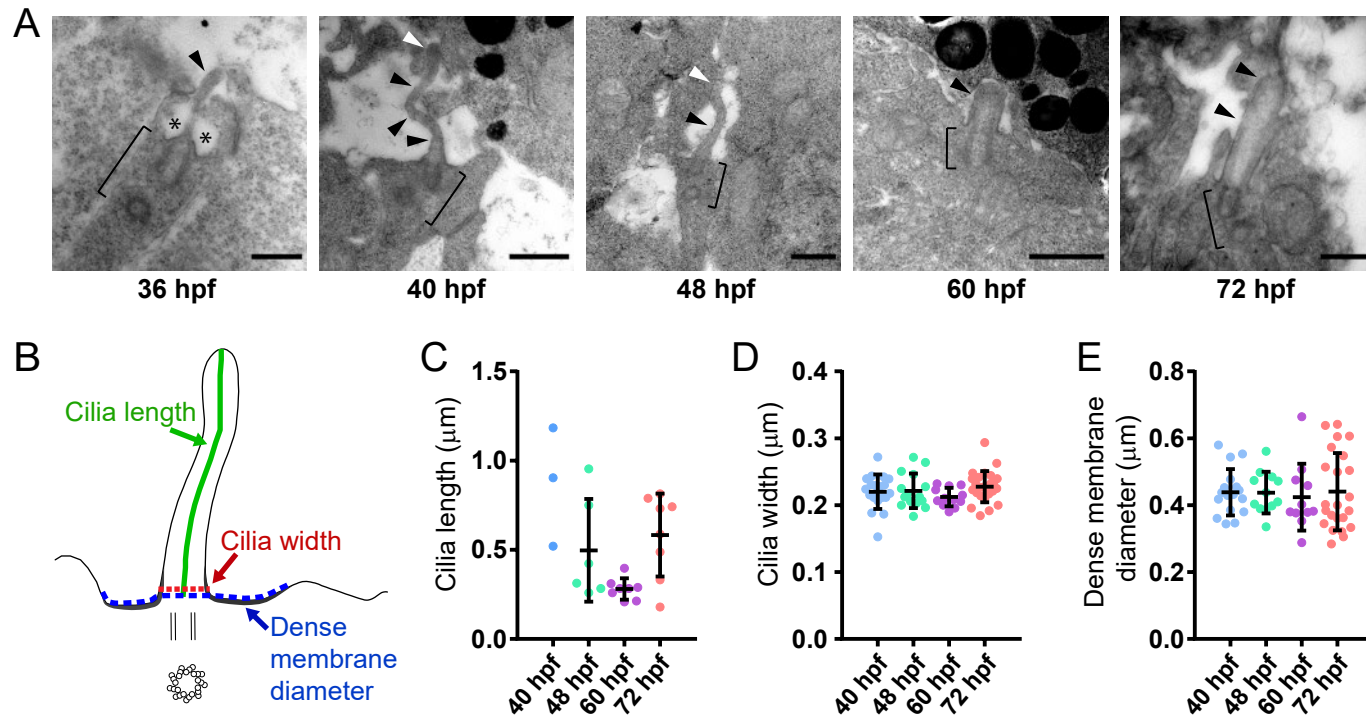 A
*
*
36 hpf
40 hpf
48 hpf
60 hpf
72 hpf
B
Cilia length
Cilia width
Dense
membrane
diameter
C
Cilia length (μm)
1.5
1.0
0.5
0.0
40 hpf
48 hpf
60 hpf
72 hpf
D
Cilia width (μm)
0.4
0.3
0.2
0.1
0.0
40 hpf
48 hpf
60 hpf
72 hpf
E
Dense membrane
diameter (μm)
0.8
0.6
0.4
0.2
0.0
40 hpf
48 hpf
60 hpf
72 hpf